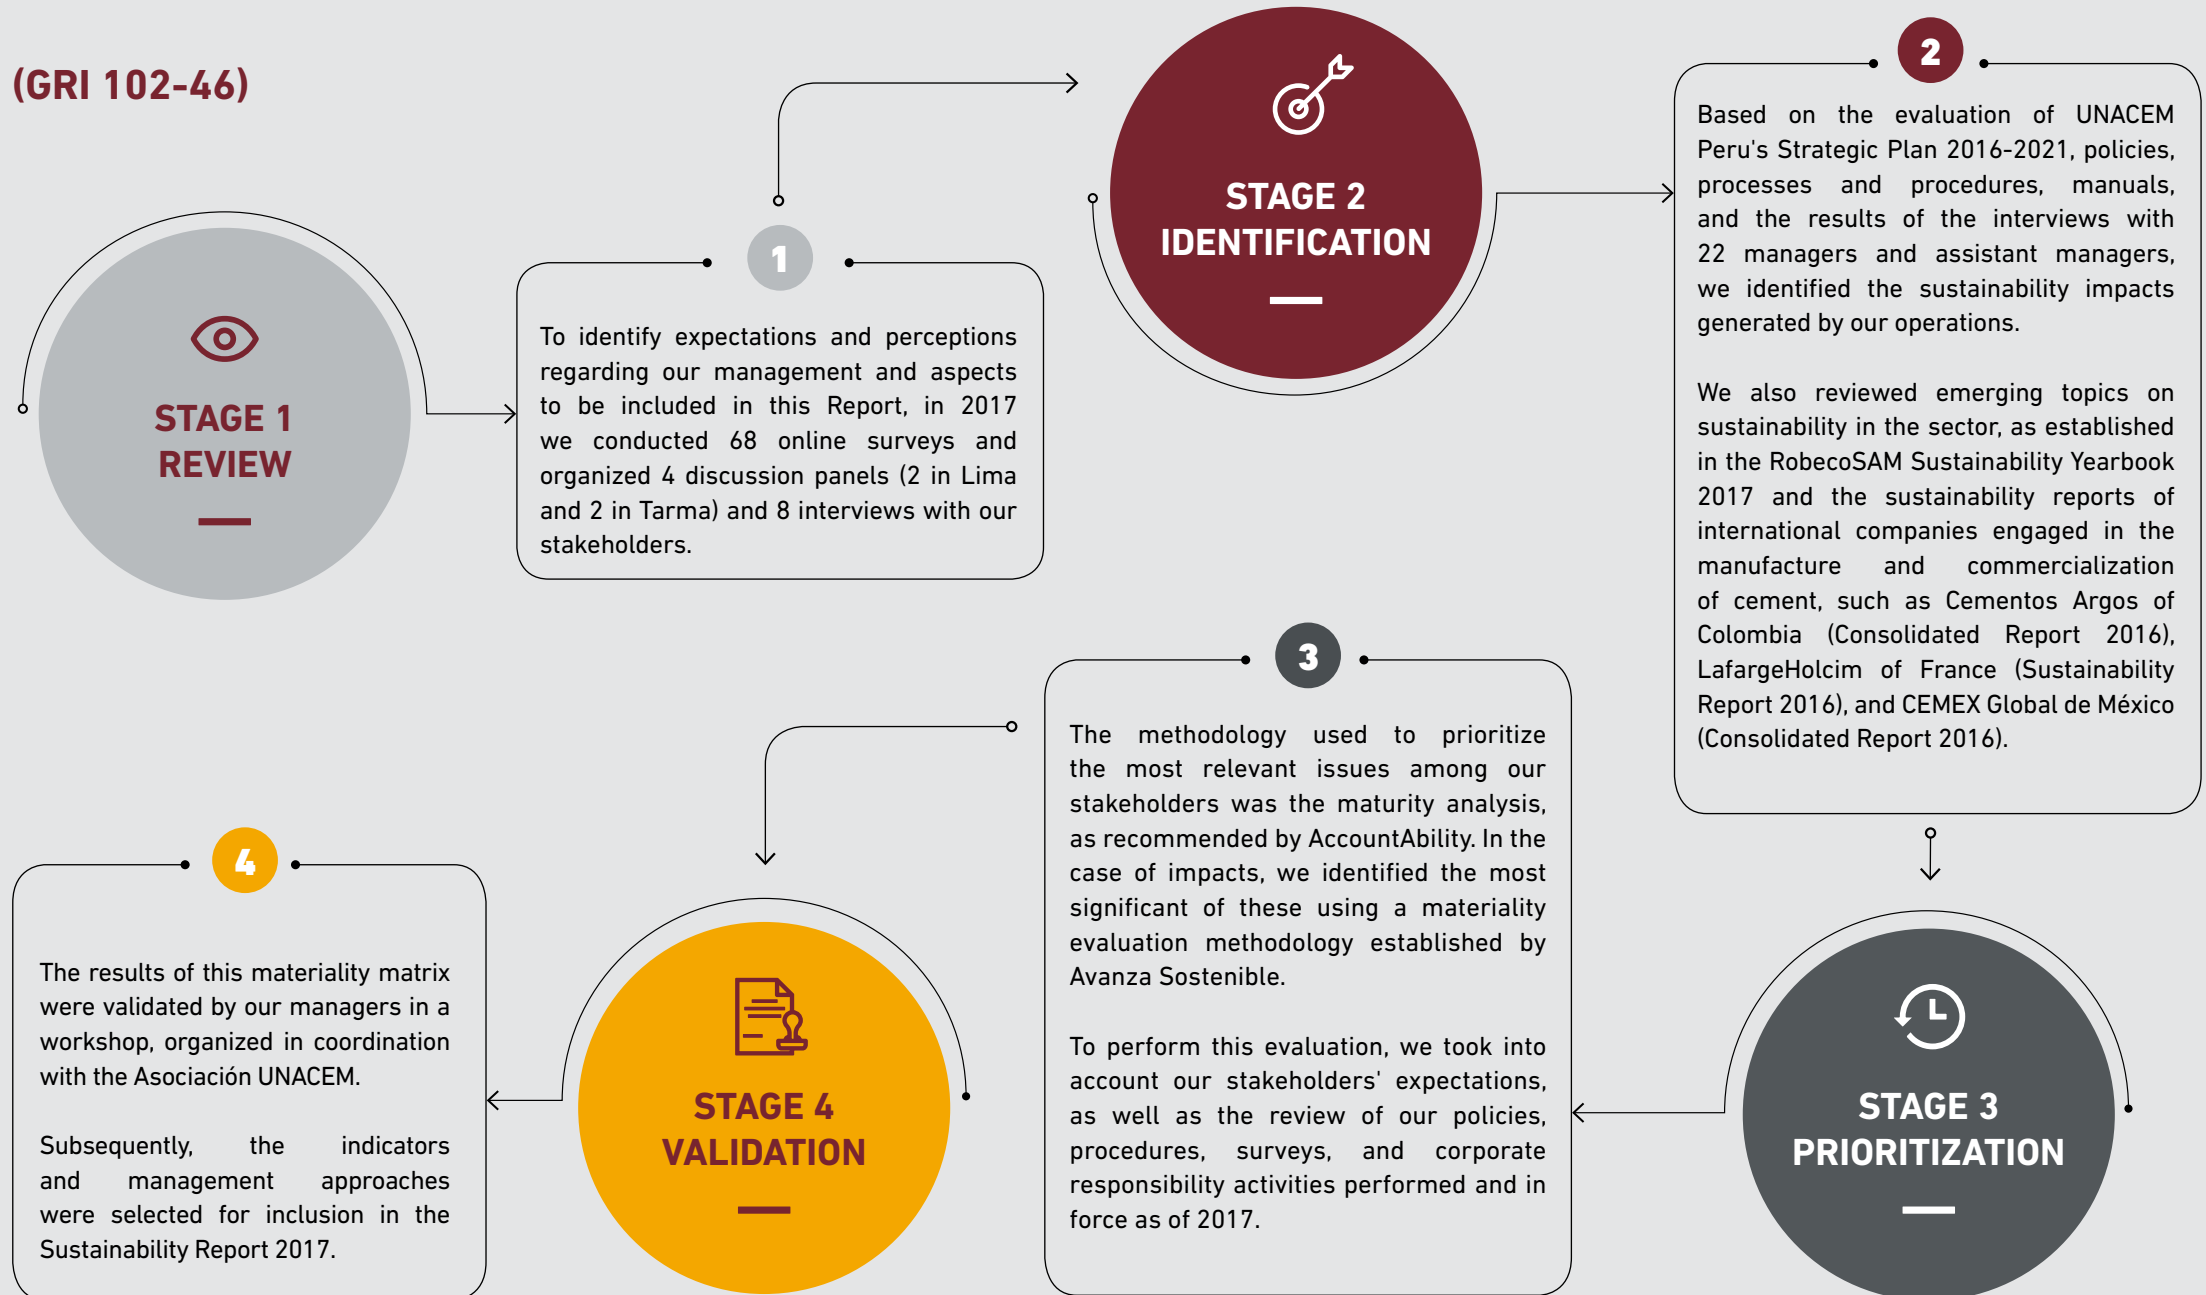 (GRI 102-46)
STAGE 1
REVIEW
1
To identify expectations and perceptions
regarding our management and aspects
to be included in this Report, in 2017
we conducted 68 online surveys and
organized 4 discussion panels (2 in Lima
and 2 in Tarma) and 8 interviews with our
stakeholders.
STAGE 2
IDENTIFICATION
2
Based on the evaluation of UNACEM
Peru's Strategic Plan 2016-2021, policies,
processes and procedures, manuals,
and the results of the interviews with
22 managers and assistant managers,
we identified the sustainability impacts
generated by our operations.
We also reviewed emerging topics on
sustainability in the sector, as established
in the RobecoSAM Sustainability Yearbook
2017 and the sustainability reports of
international companies engaged in the
manufacture and commercialization
of cement, such as Cementos Argos of
Colombia (Consolidated Report 2016),
LafargeHolcim of France (Sustainability
Report 2016), and CEMEX Global de México
(Consolidated Report 2016).
STAGE 3
PRIORITIZATION
3
The methodology used to prioritize
the most relevant issues among our
stakeholders was the maturity analysis,
as recommended by AccountAbility. In the
case of impacts, we identified the most
significant of these using a materiality
evaluation methodology established by
Avanza Sostenible.
To perform this evaluation, we took into
account our stakeholders' expectations,
as well as the review of our policies,
procedures, surveys, and corporate
responsibility activities performed and in
force as of 2017.
STAGE 4
VALIDATION
4
The results of this materiality matrix
were validated by our managers in a
workshop, organized in coordination
with the Asociación UNACEM.
Subsequently, the indicators
and management approaches
were selected for inclusion in the
Sustainability Report 2017.